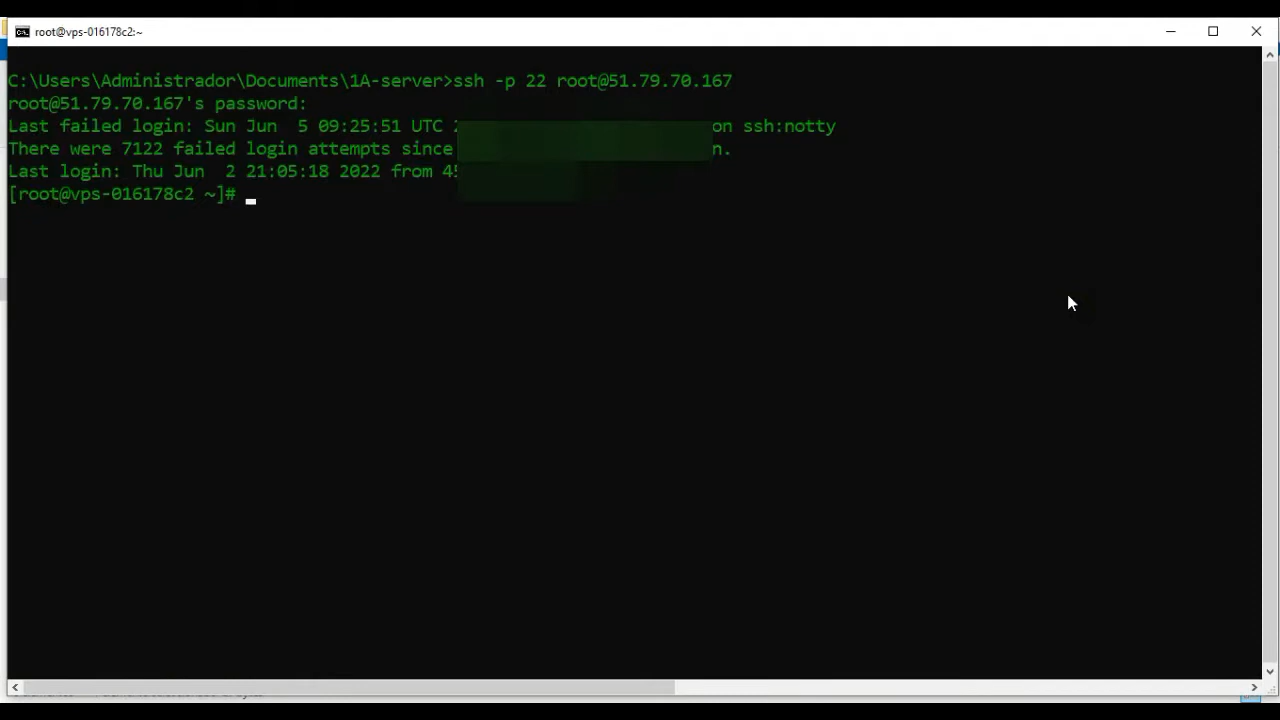 root@vps-016178c2:~
C:\Users\Administrador\Documents\1A-server>ssh -p 22 root@51.79.70.167
root@51.79.70.167's password:
Last failed login: Sun Jun  5 09:25:51 UTC on ssh:notty
There were 7122 failed login attempts since
Last login: Thu Jun  2 21:05:18 2022 from 45
[root@vps-016178c2 ~]#